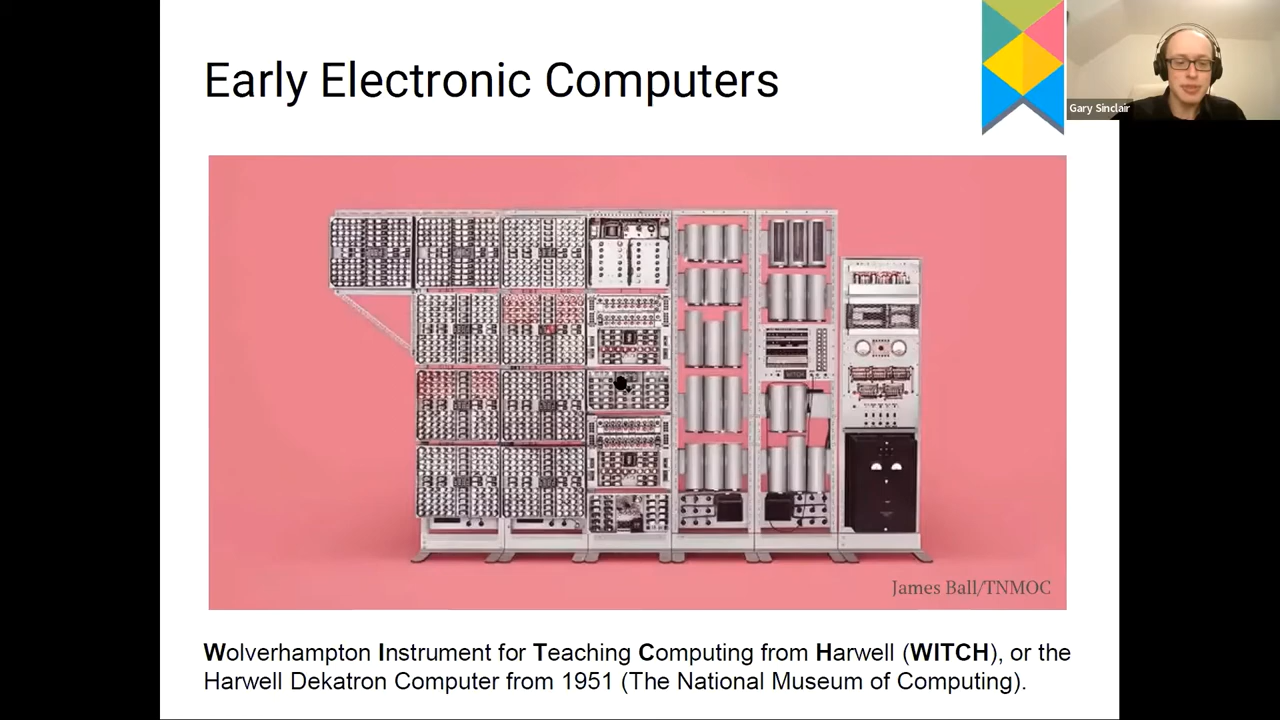 Early Electronic Computers
Gary Sinclair
WITCH
James Ball/TNMOC
Wolverhampton Instrument for Teaching Computing from Harwell (WITCH), or the
Harwell Dekatron Computer from 1951 (The National Museum of Computing).